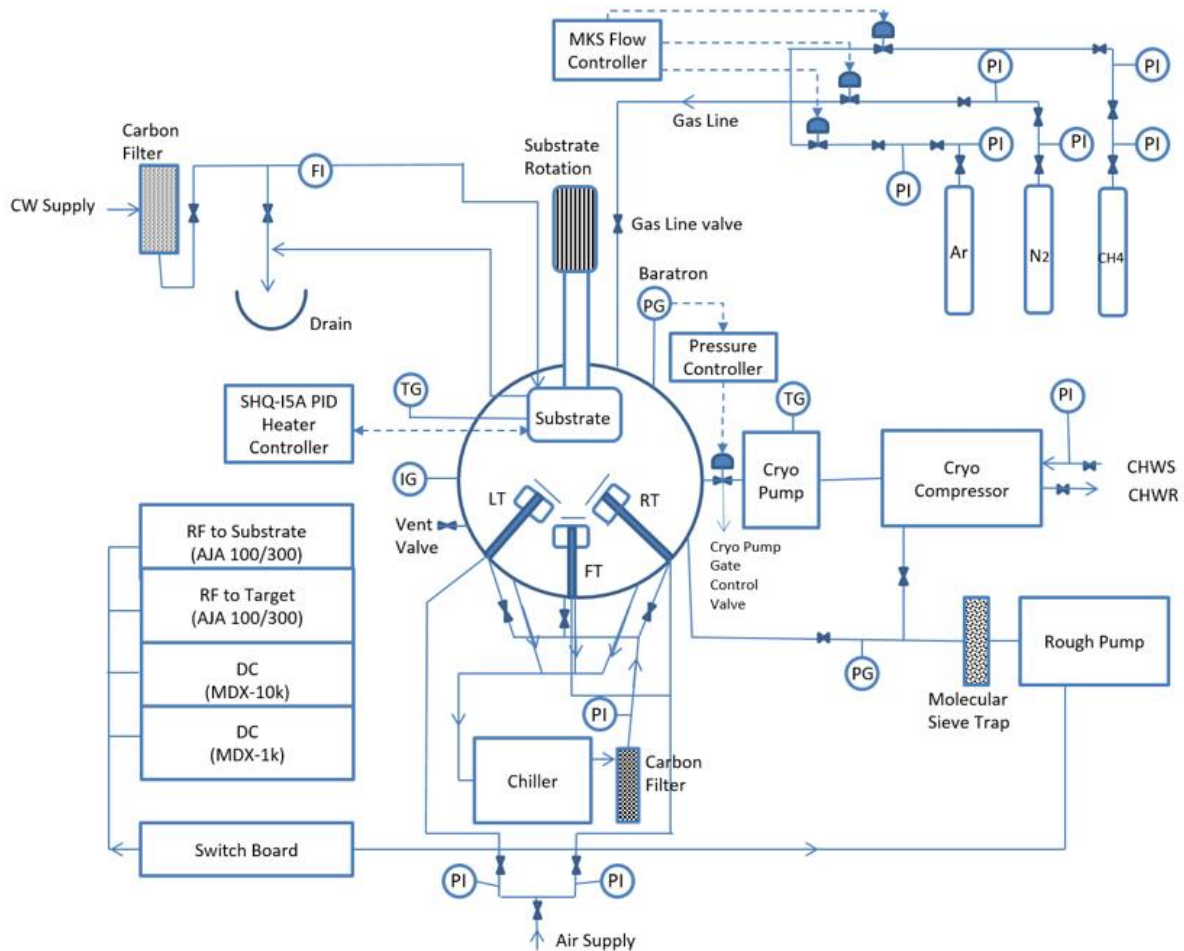 MKS Flow
Controller
PI
PI
Gas Line
Carbon
Filter
Substrate
Rotation
FI
PI
PI
PI
PI
CW Supply
Gas Line valve
Ar
N2
CH4
Baratron
PG
Drain
Pressure
Controller
TG
TG
PI
SHQ-I5A PID
Heater
Controller
Substrate
Cryo
Pump
Cryo
Compressor
CHWS
CHWR
IG
LT
RT
Vent
Valve
FT
Cryo Pump
Gate
Control
Valve
RF to Substrate
(AJA 100/300)
RF to Target
(AJA 100/300)
DC
(MDX-10k)
DC
(MDX-1k)
Rough Pump
PG
Molecular
Sieve Trap
PI
Chiller
Carbon
Filter
Switch Board
PI
PI
Air Supply